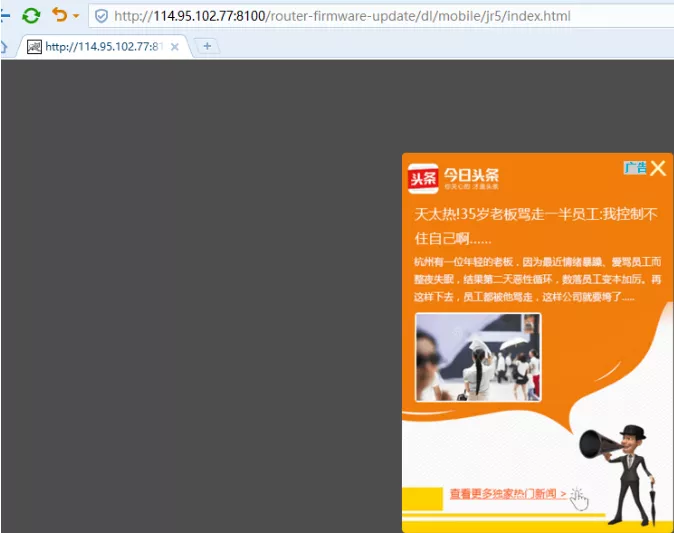 http://114.95.102.77:8100/router-firmware-update/dl/mobile/jr5/index.html
http://114.95.102.77:81
头条
今日头条
你关心的 才是头条
广告
天太热!35岁老板骂走一半员工:我控制不
住自己啊......
杭州有一位年轻的老板，因为最近情绪暴躁、爱骂员工而
整夜失眠，结果第二天恶性循环，数落员工变本加厉。再
这样下去，员工都被他骂走，这样公司就要垮了.....
查看更多独家热门新闻 >